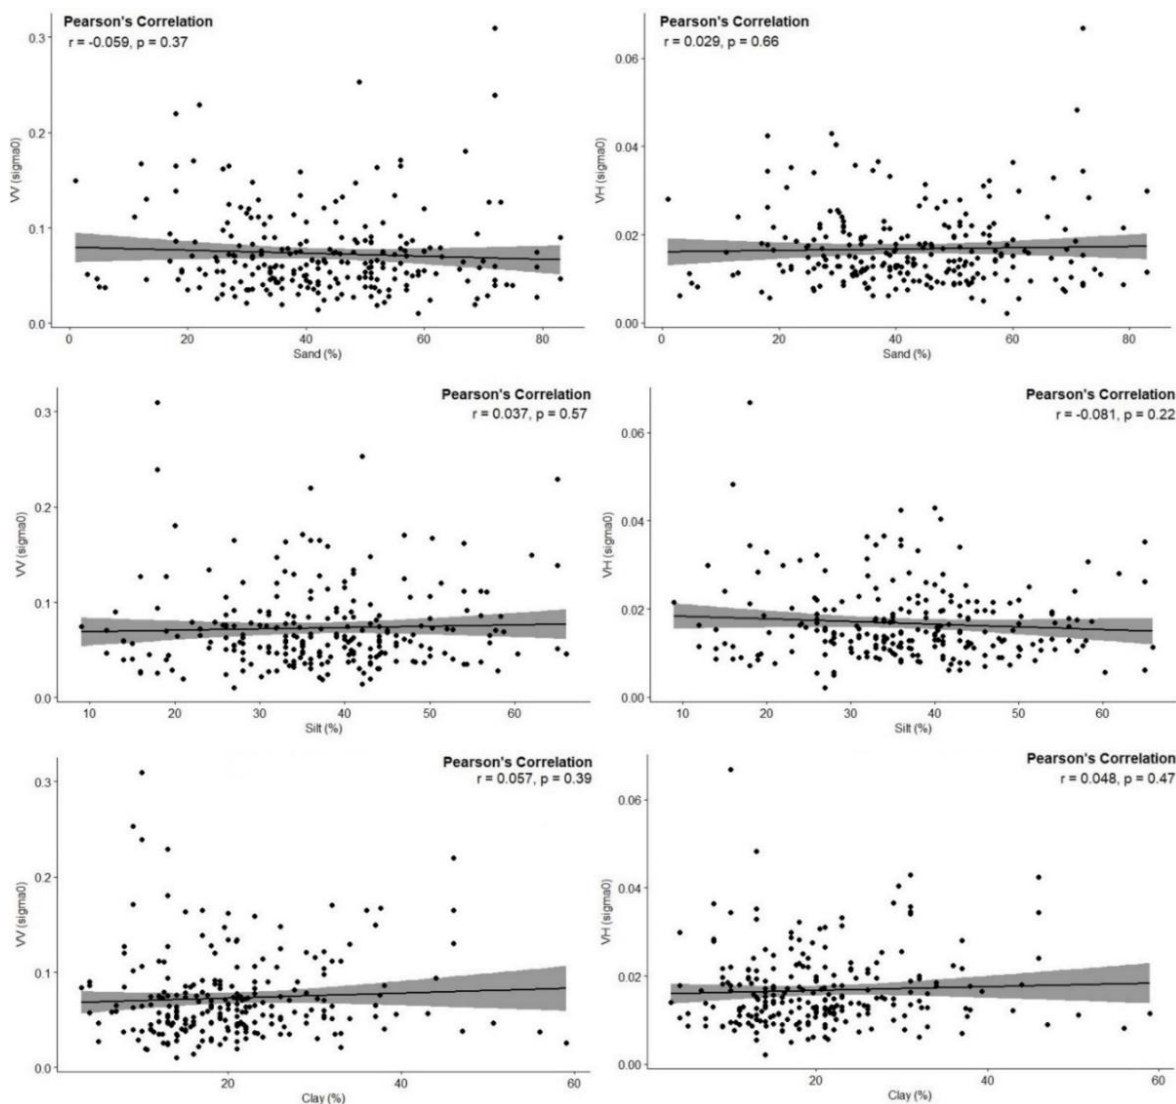 Pearson's Correlation
r = -0.059, p = 0.37
0.3
0.2
0.1
0.0
VV (sigma0)
0
20
40
60
80
Sand (%)
Pearson's Correlation
r = 0.029, p = 0.66
0.06
0.04
0.02
0.00
VH (sigma0)
0
20
40
60
80
Sand (%)
Pearson's Correlation
r = 0.037, p = 0.57
0.3
0.2
0.1
0.0
VV (sigma0)
10
20
30
40
50
60
Silt (%)
Pearson's Correlation
r = -0.081, p = 0.22
0.06
0.04
0.02
0.00
VH (sigma0)
10
20
30
40
50
60
Silt (%)
Pearson's Correlation
r = 0.057, p = 0.39
0.3
0.2
0.1
0.0
VV (sigma0)
20
40
60
Clay (%)
Pearson's Correlation
r = 0.048, p = 0.47
0.06
0.04
0.02
0.00
VH (sigma0)
20
40
60
Clay (%)